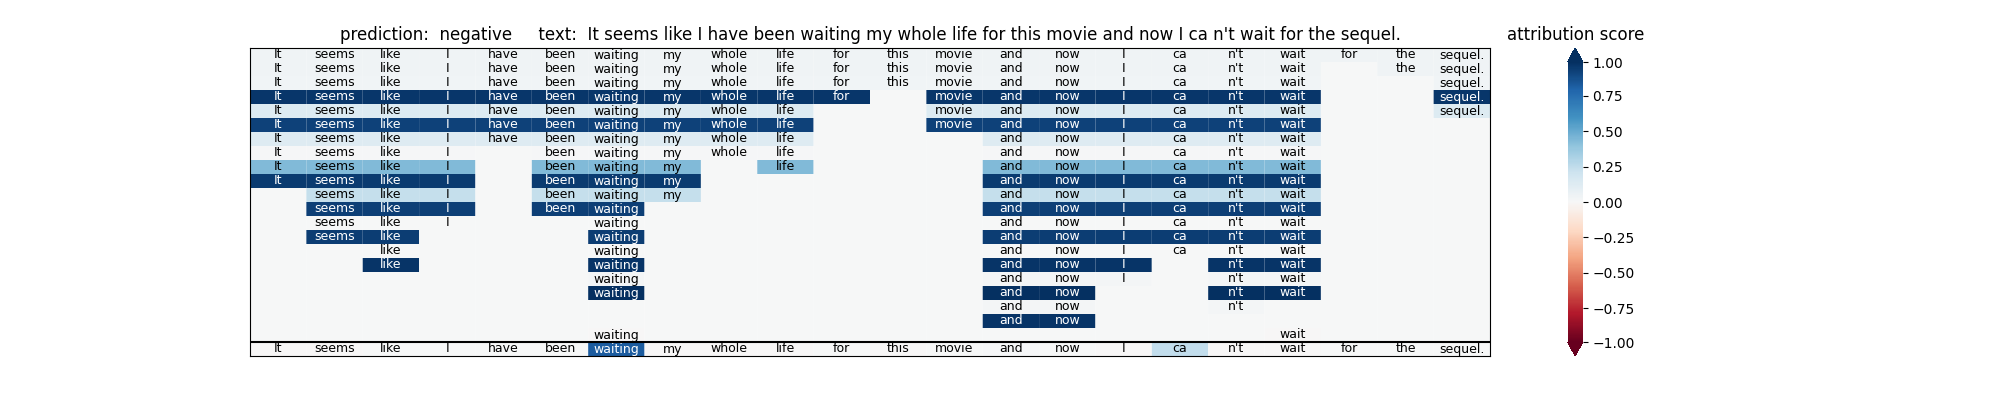 prediction: negative text: It seems like I have been waiting my whole life for this movie and now I ca n't wait for the sequel.
It seems like I have been waiting my whole life for this movie and now I ca n't wait for the sequel.
It seems like I have been waiting my whole life for this movie and now I ca n't wait the sequel.
It seems like I have been waiting my whole life for this movie and now I ca n't wait sequel.
It seems like I have been waiting my whole life for movie and now I ca n't wait sequel.
It seems like I have been waiting my whole life movie and now I ca n't wait sequel.
It seems like I have been waiting my whole life movie and now I ca n't wait
It seems like I have been waiting my whole life and now I ca n't wait
It seems like I been waiting my whole life and now I ca n't wait
It seems like I been waiting my life and now I ca n't wait
It seems like I been waiting my and now I ca n't wait
seems like I been waiting my and now I ca n't wait
seems like I been waiting and now I ca n't wait
seems like I waiting and now I ca n't wait
seems like waiting and now I ca n't wait
like waiting and now I ca n't wait
like waiting and now I n't wait
waiting and now I n't wait
waiting and now n't wait
and now n't
and now
waiting wait
It seems like I have been waiting my whole life for this movie and now I ca n't wait for the sequel.
attribution score
1.00
0.75
0.50
0.25
0.00
−0.25
−0.50
−0.75
−1.00